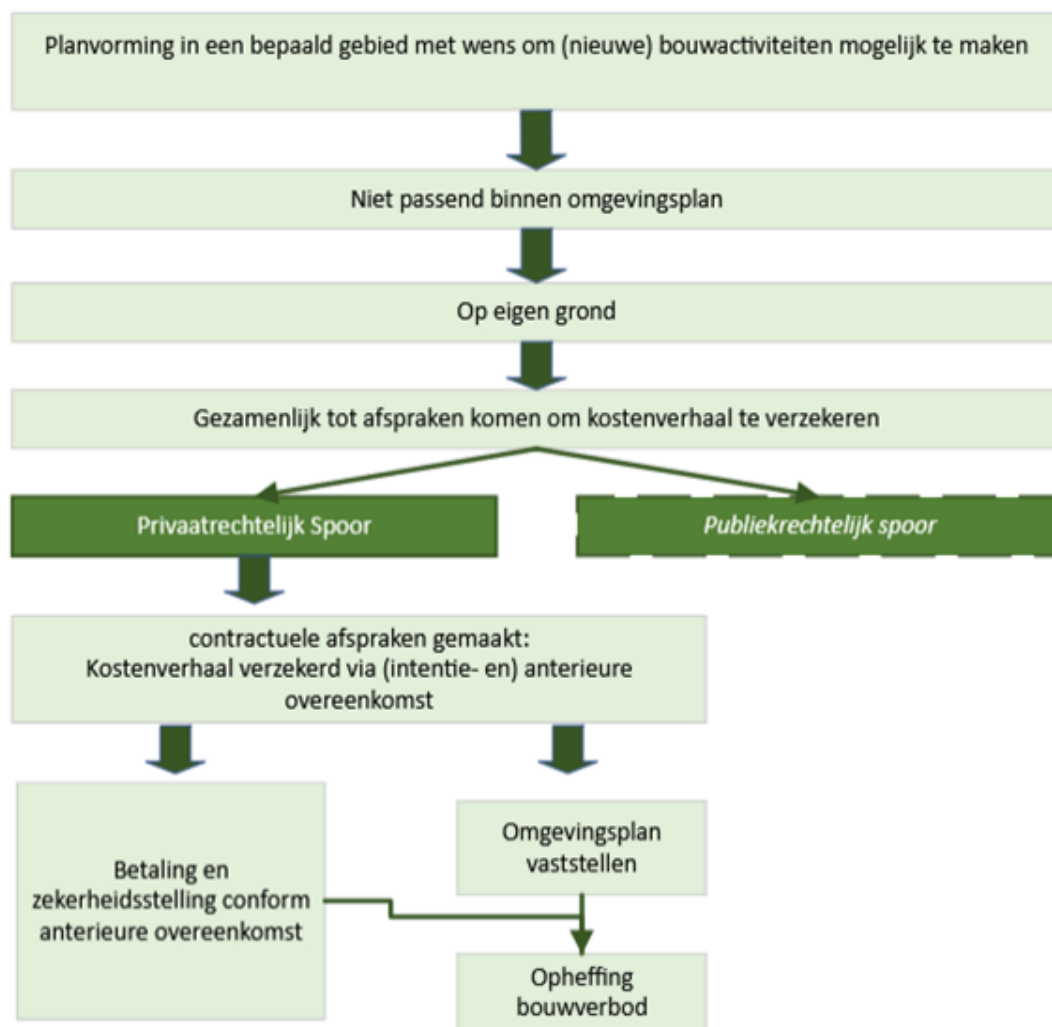 Planvorming in een bepaald gebied met wens om (nieuwe) bouwactiviteiten mogelijk te maken
Niet passend binnen omgevingsplan
Op eigen grond
Gezamenlijk tot afspraken komen om kostenverhaal te verzekeren
Privaatrechtelijk Spoor
Publiekrechtelijk spoor
contractuele afspraken gemaakt:
Kostenverhaal verzekerd via (intentie- en) anterieure
overeenkomst
Betaling en
zekerheidsstelling conform
anterieure overeenkomst
Omgevingsplan
vaststellen
Opheffing
bouwverbod